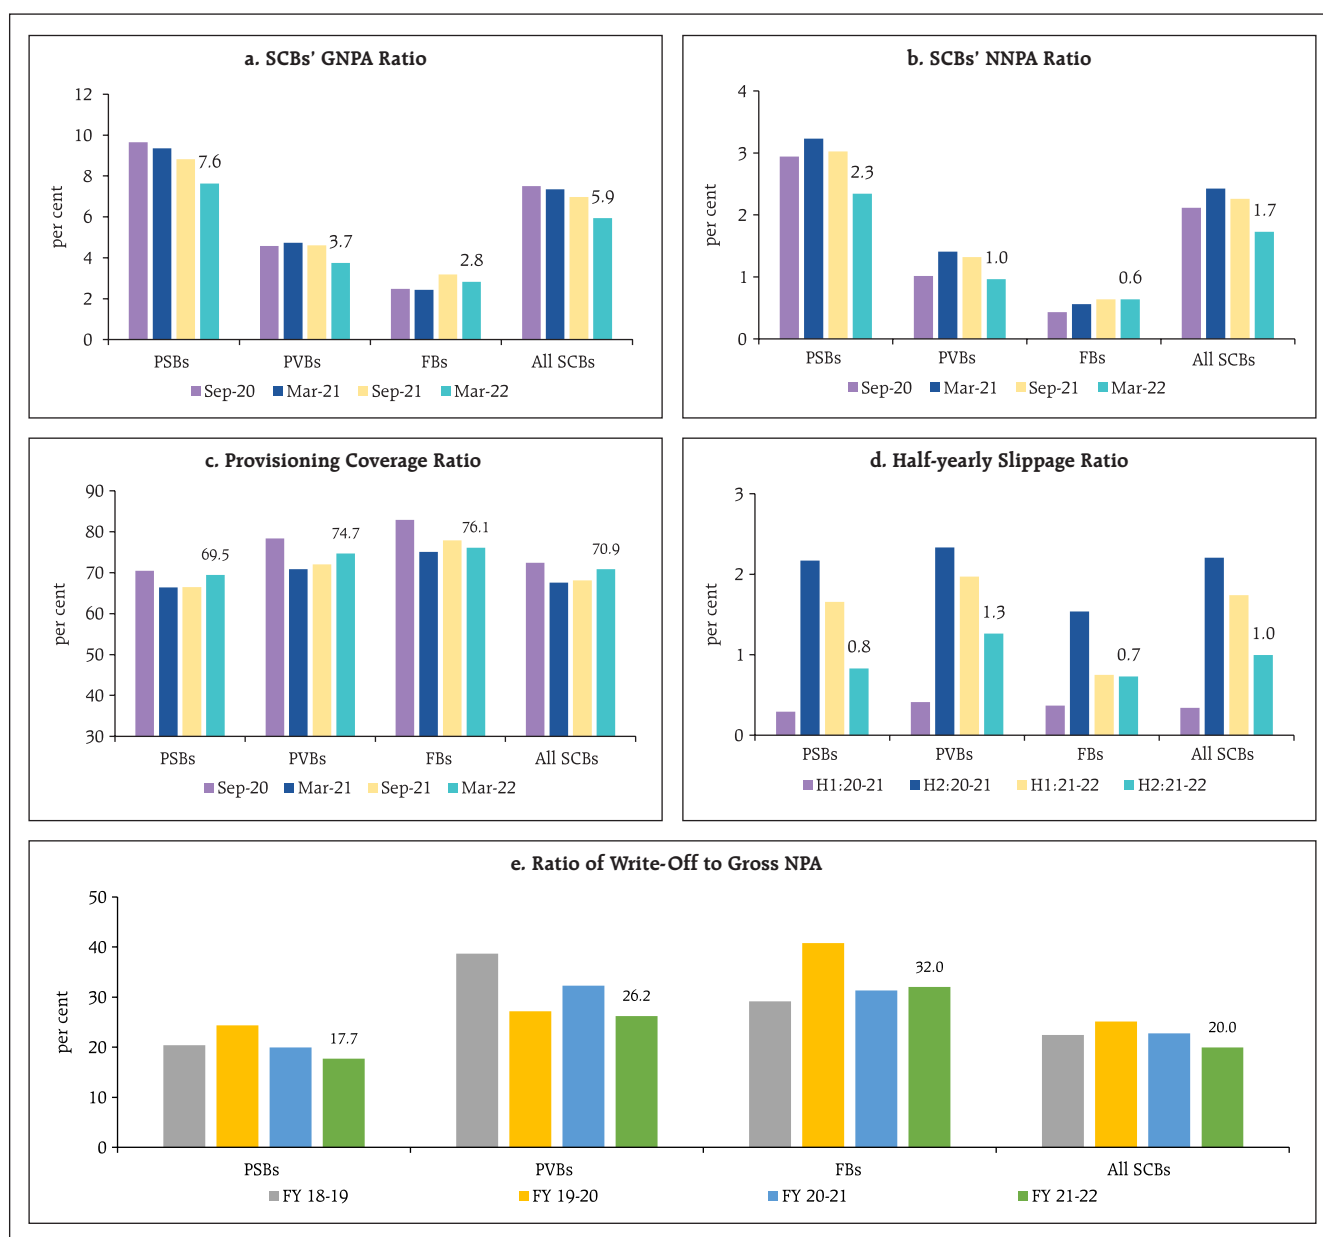 a. SCBs' GNPA Ratio
per cent
12
10
8
6
4
2
0
7.6
3.7
2.8
5.9
PSBs PVBs FBs All SCBs
Sep-20 Mar-21 Sep-21 Mar-22
b. SCBs' NNPA Ratio
per cent
4
3
2
1
0
2.3
1.0
0.6
1.7
PSBs PVBs FBs All SCBs
Sep-20 Mar-21 Sep-21 Mar-22
c. Provisioning Coverage Ratio
per cent
90
80
70
60
50
40
30
69.5
74.7
76.1
70.9
PSBs PVBs FBs All SCBs
Sep-20 Mar-21 Sep-21 Mar-22
d. Half-yearly Slippage Ratio
per cent
3
2
1
0
0.8
1.3
0.7
1.0
PSBs PVBs FBs All SCBs
H1:20-21 H2:20-21 H1:21-22 H2:21-22
e. Ratio of Write-Off to Gross NPA
per cent
50
40
30
20
10
0
17.7
26.2
32.0
20.0
PSBs PVBs FBs All SCBs
FY 18-19 FY 19-20 FY 20-21 FY 21-22